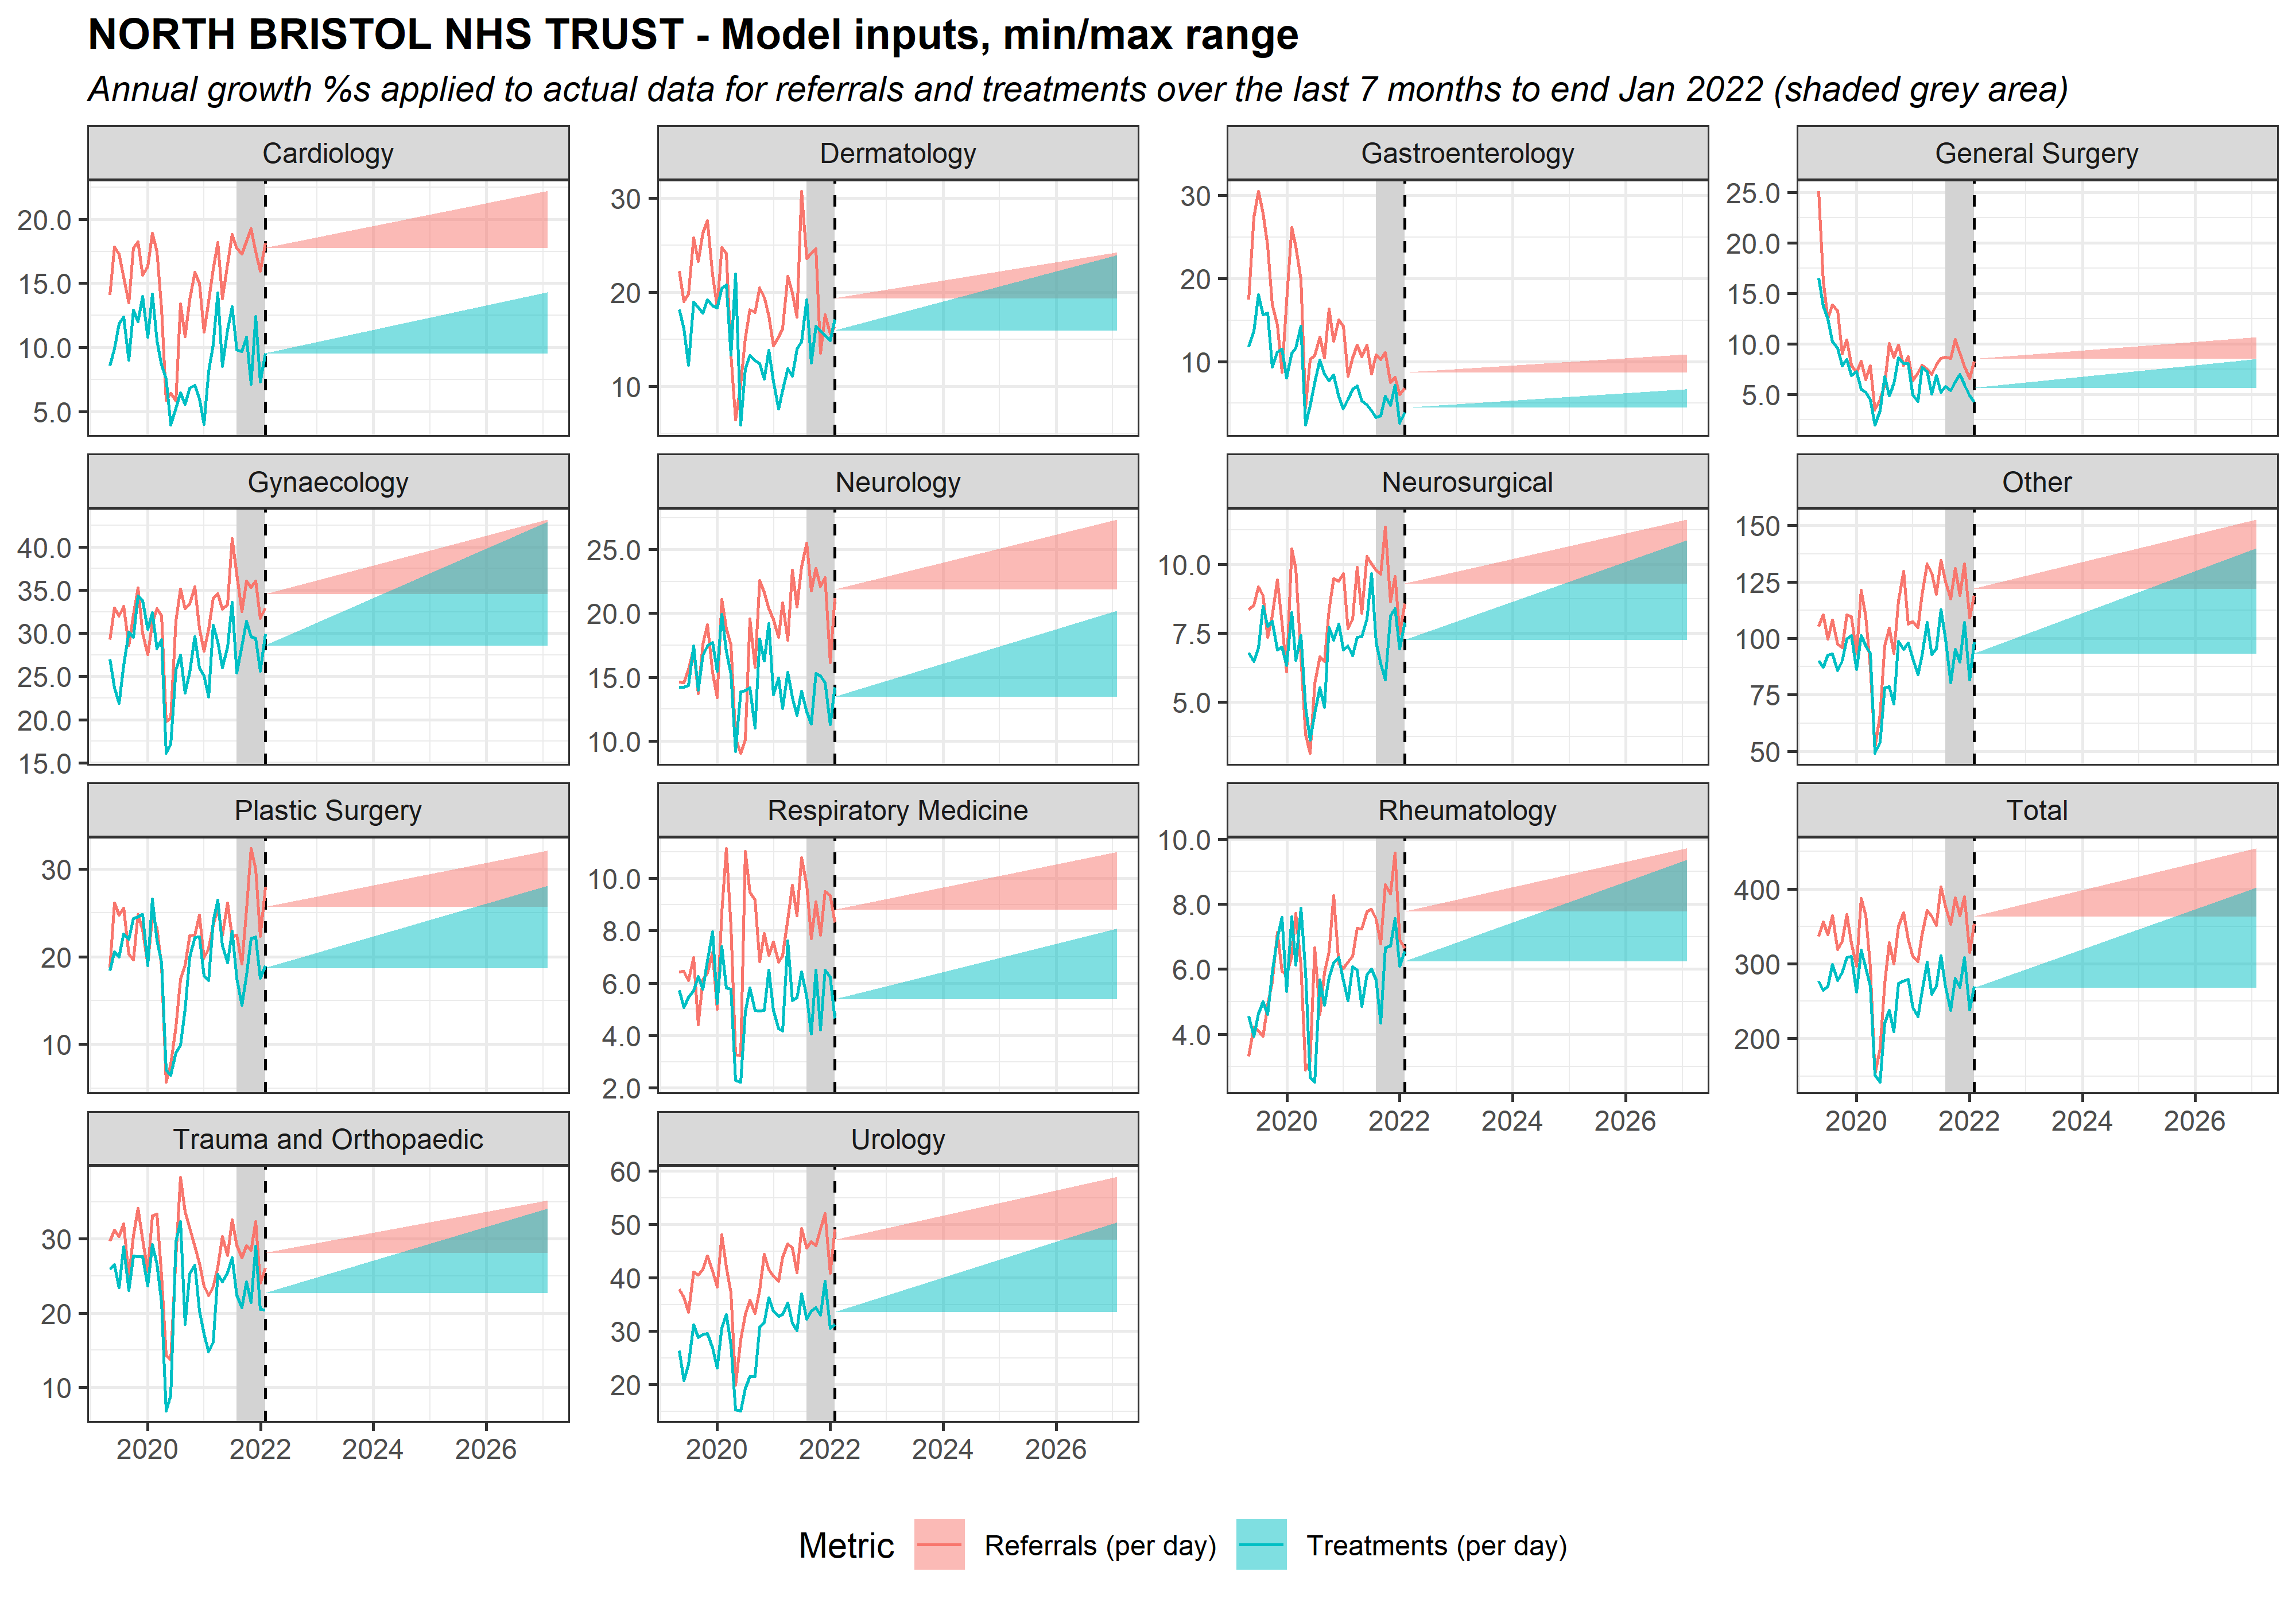 NORTH BRISTOL NHS TRUST - Model inputs, min/max range
Annual growth %s applied to actual data for referrals and treatments over the last 7 months to end Jan 2022 (shaded grey area)
Cardiology
20.0
15.0
10.0
5.0
Dermatology
30
20
10
Gastroenterology
30
20
10
General Surgery
25.0
20.0
15.0
10.0
5.0
Gynaecology
40.0
35.0
30.0
25.0
20.0
15.0
Neurology
25.0
20.0
15.0
10.0
Neurosurgical
10.0
7.5
5.0
Other
150
125
100
75
50
Plastic Surgery
30
20
10
Respiratory Medicine
10.0
8.0
6.0
4.0
2.0
Rheumatology
10.0
8.0
6.0
4.0
2020 2022 2024 2026
Total
400
300
200
2020 2022 2024 2026
Trauma and Orthopaedic
30
20
10
2020 2022 2024 2026
Urology
60
50
40
30
20
2020 2022 2024 2026
Metric Referrals (per day) Treatments (per day)